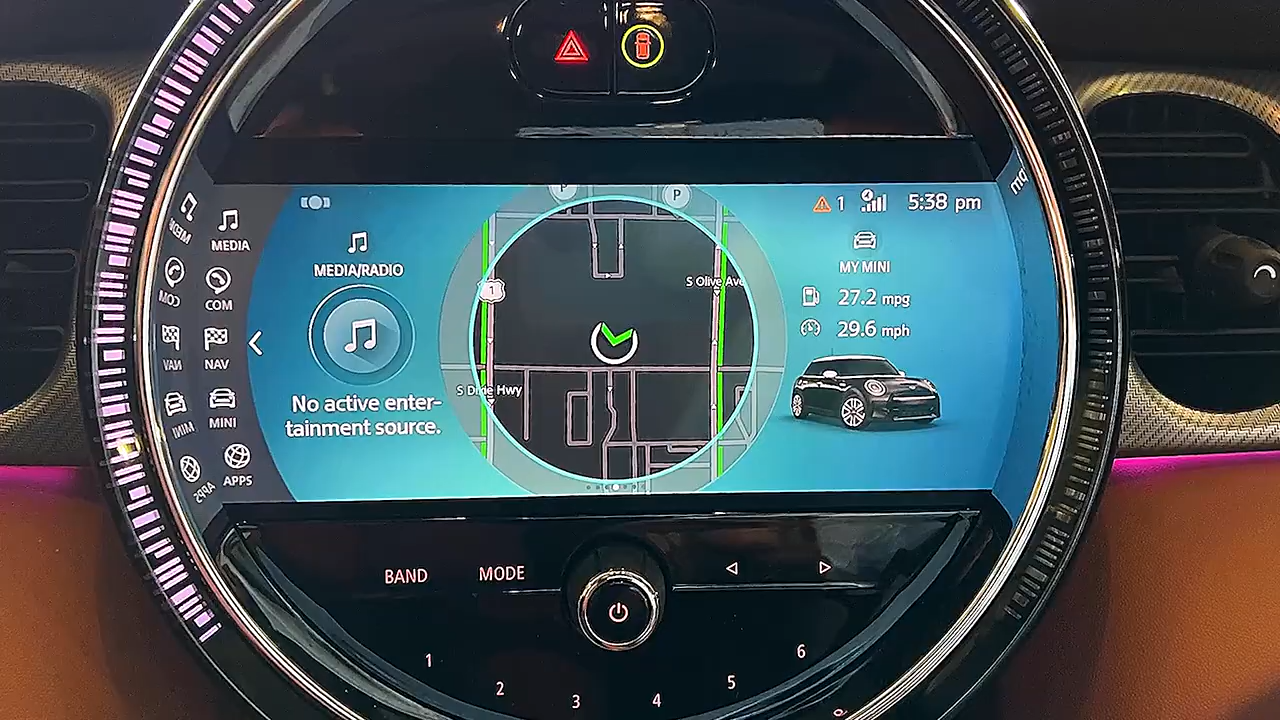 P
P
1
5:38 pm
MEDIA
MEDIA/RADIO
MY MINI
COM
S Olive Ave
27.2 mpg
1
29.6 mph
NAV
S Dixie Hwy
MINI
No active enter-
tainment source.
APPS
BAND
MODE
1
2
3
4
5
6